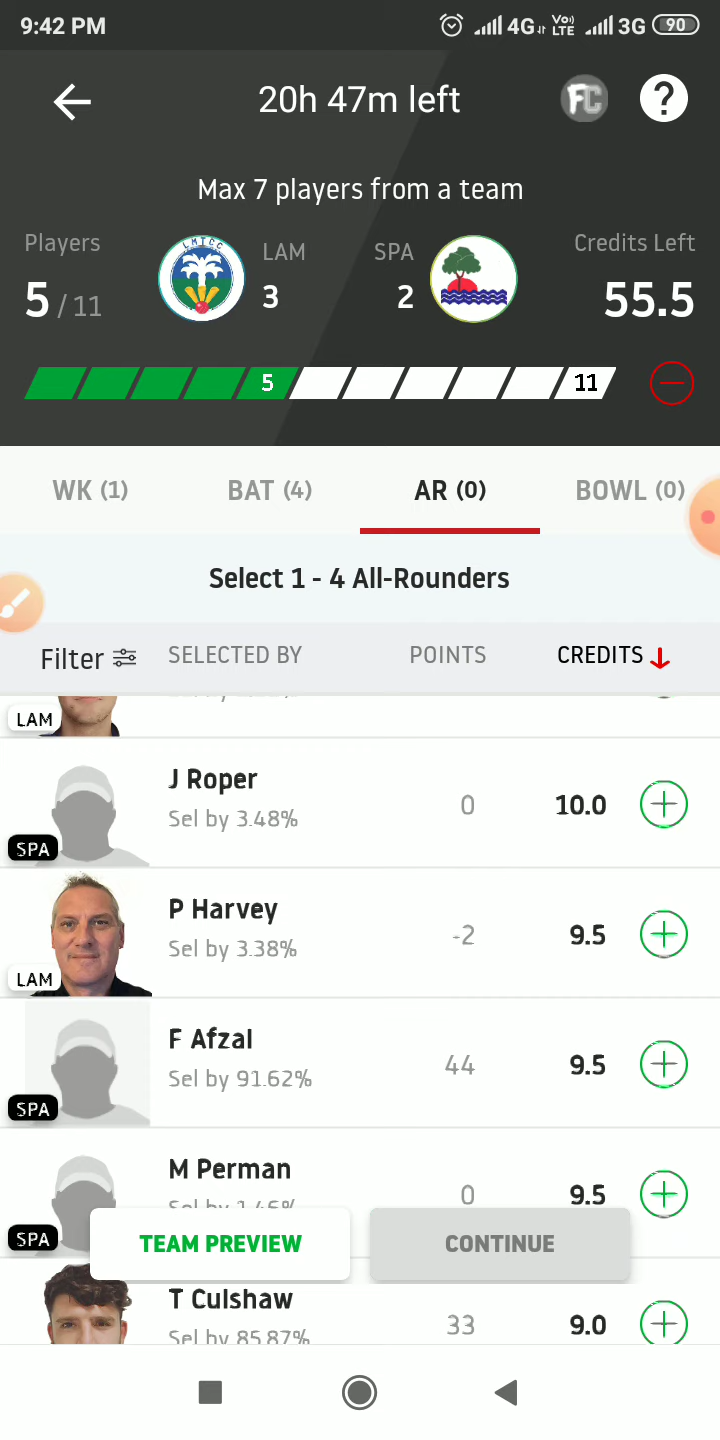 9:42 PM 4G Vo) LTE 3G 90
20h 47m left FC ?
Max 7 players from a team
Players LAM SPA Credits Left
5 / 11 3 2 55.5
LMTCC
5 11
WK (1) BAT (4) AR (0) BOWL (0)
Select 1 - 4 All-Rounders
Filter SELECTED BY POINTS CREDITS
LAM
J Roper
Sel by 3.48% 0 10.0
SPA
P Harvey
Sel by 3.38% -2 9.5
LAM
F Afzal
Sel by 91.62% 44 9.5
SPA
M Perman
Sel by 1.46% 0 9.5
SPA
TEAM PREVIEW CONTINUE
T Culshaw
Sel by 85.87% 33 9.0